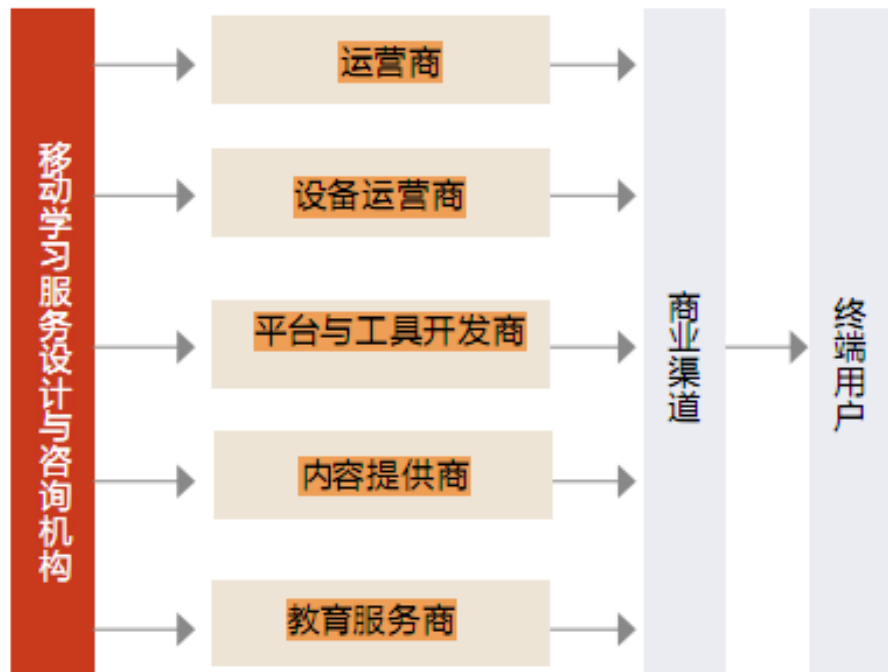 移动学习服务设计与咨询机构
运营商
设备运营商
平台与工具开发商
内容提供商
教育服务商
商业渠道
终端用户